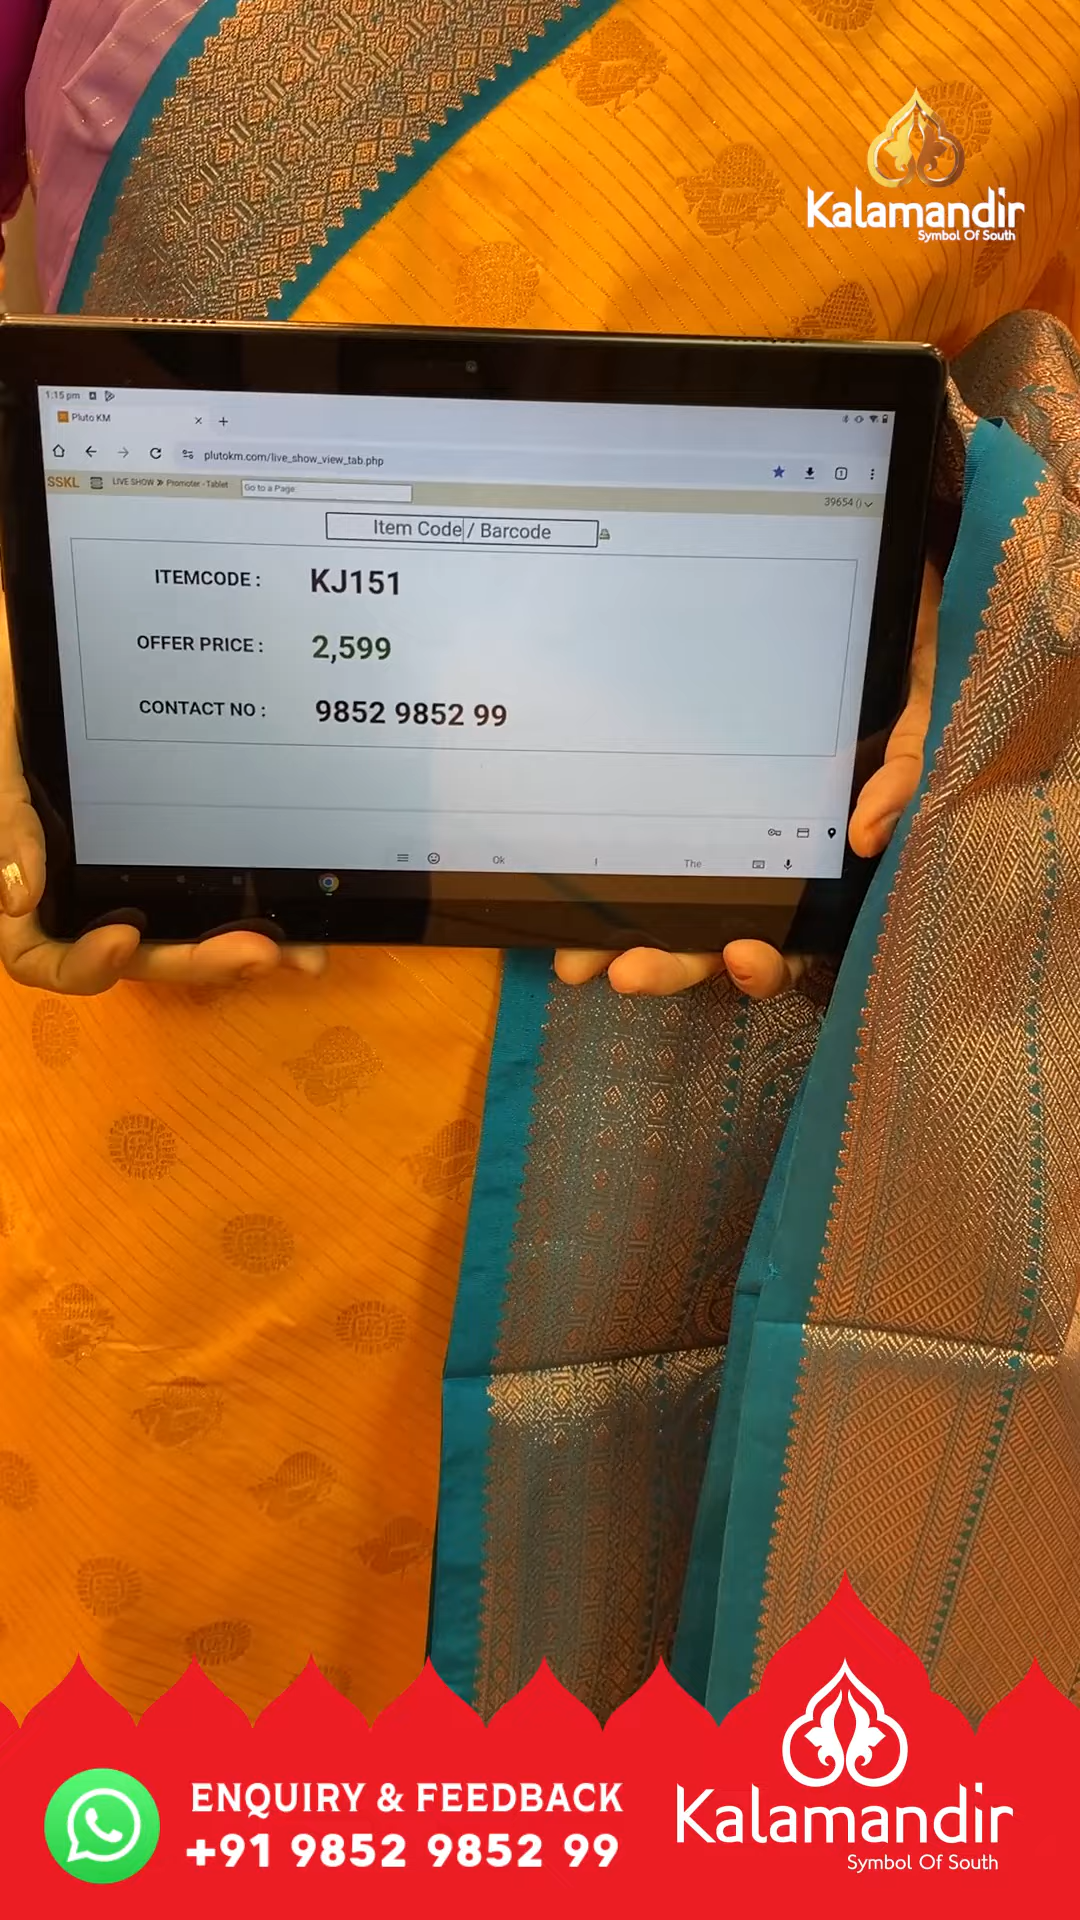 Kalamandir
Symbol Of South
1:15 pm
Pluto KM
plutokm.com/live_show_view_tab.php
SSKL
LIVE SHOW » Promoter - Tablet
Go to a Page
39654 ()
Item Code / Barcode
ITEMCODE : KJ151
OFFER PRICE : 2,599
CONTACT NO : 9852 9852 99
Ok I The
ENQUIRY & FEEDBACK
+91 9852 9852 99
Kalamandir
Symbol Of South